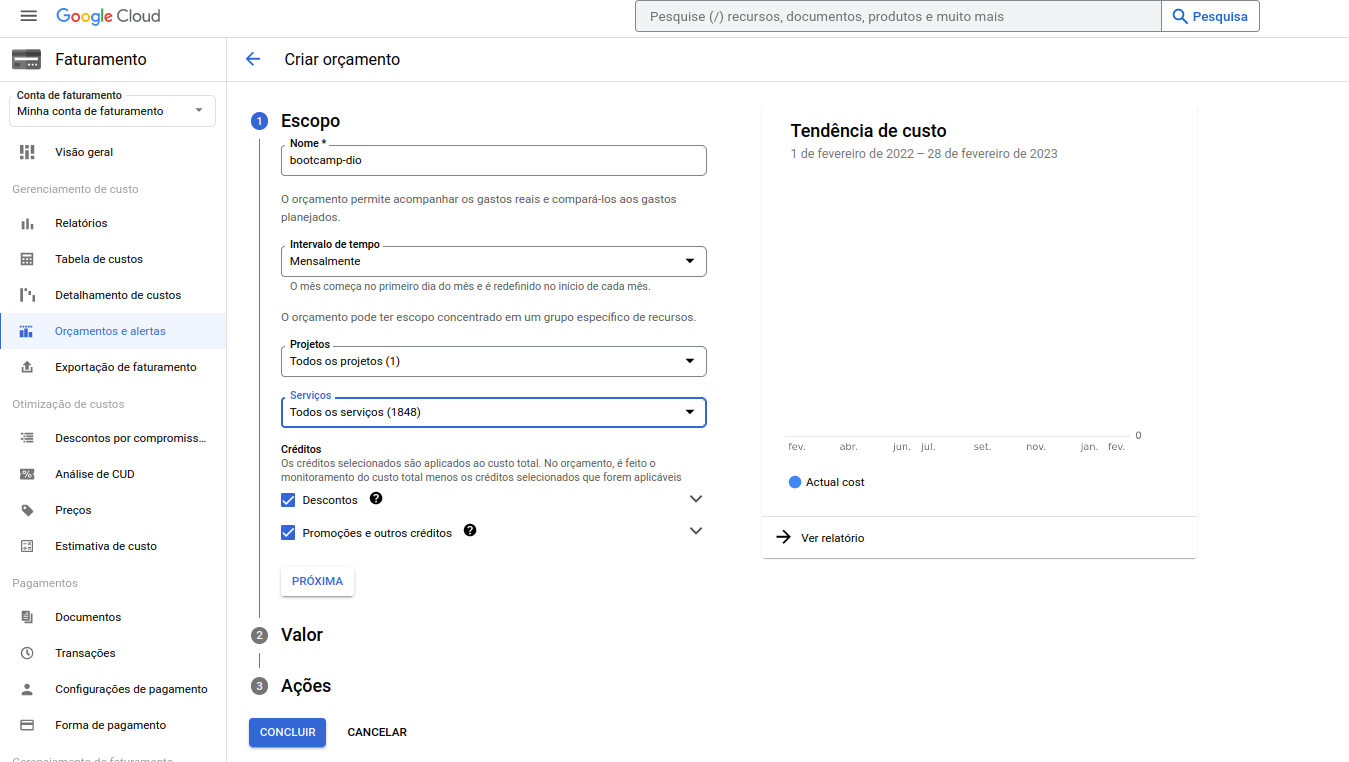 Google Cloud
Pesquise (/) recursos, documentos, produtos e muito mais
Pesquisa
Faturamento
Criar orçamento
Conta de faturamento
Minha conta de faturamento
Visão geral
Gerenciamento de custo
Relatórios
Tabela de custos
Detalhamento de custos
Orçamentos e alertas
Exportação de faturamento
Otimização de custos
Descontos por compromiss...
Análise de CUD
Preços
Estimativa de custo
Pagamentos
Documentos
Transações
Configurações de pagamento
Forma de pagamento
Gerenciamento de faturamento
1 Escopo
Nome *
bootcamp-dio
O orçamento permite acompanhar os gastos reais e compará-los aos gastos
planejados.
Intervalo de tempo
Mensalmente
O mês começa no primeiro dia do mês e é redefinido no início de cada mês.
O orçamento pode ter escopo concentrado em um grupo específico de recursos.
Projetos
Todos os projetos (1)
Serviços
Todos os serviços (1848)
Créditos
Os créditos selecionados são aplicados ao custo total. No orçamento, é feito o
monitoramento do custo total menos os créditos selecionados que forem aplicáveis
Descontos ?
Promoções e outros créditos ?
PRÓXIMA
2 Valor
3 Ações
CONCLUIR CANCELAR
Tendência de custo
1 de fevereiro de 2022 – 28 de fevereiro de 2023
0
fev. abr. jun. jul. set. nov. jan. fev.
Actual cost
Ver relatório